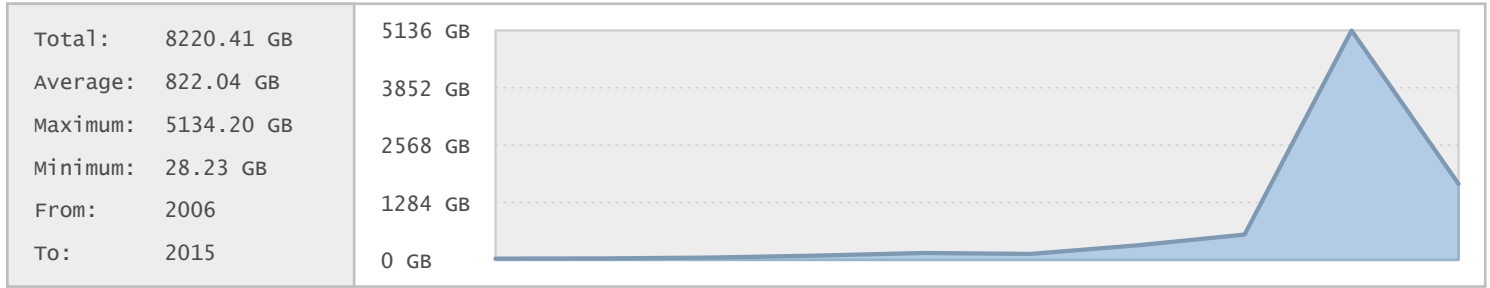 Total: 8220.41 GB
Average: 822.04 GB
Maximum: 5134.20 GB
Minimum: 28.23 GB
From: 2006
To: 2015
5136 GB
3852 GB
2568 GB
1284 GB
0 GB